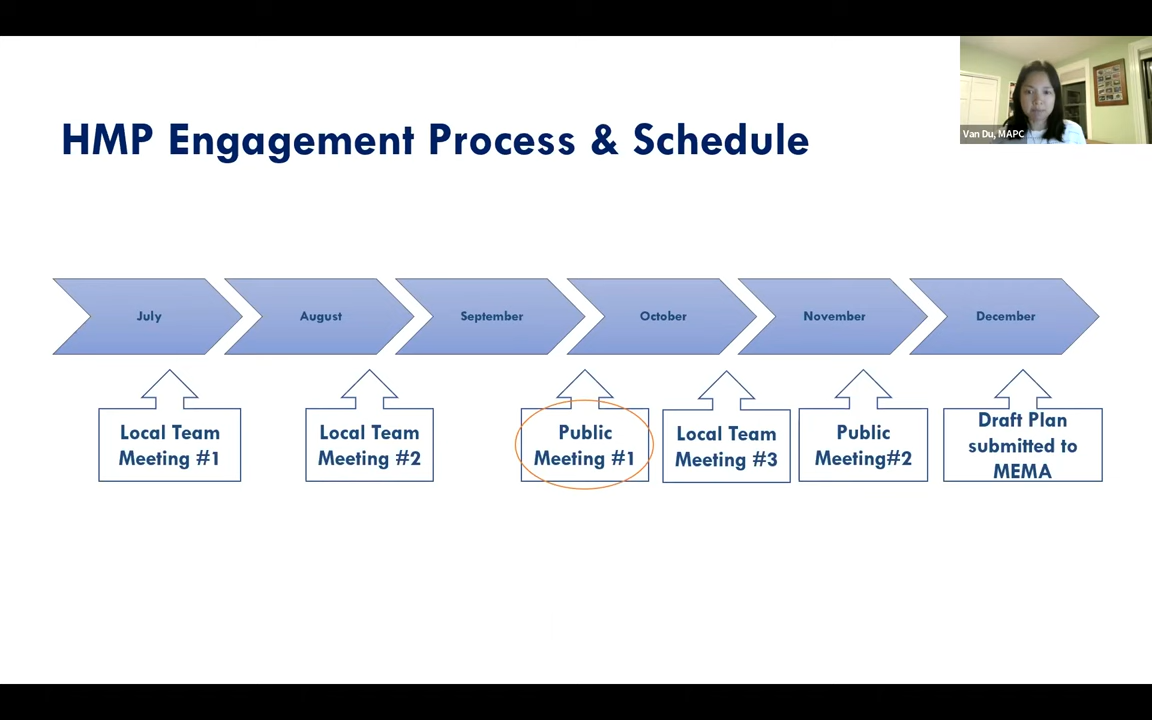 Van Du, MAPC
HMP Engagement Process & Schedule
July
August
September
October
November
December
Local Team
Meeting #1
Local Team
Meeting #2
Public
Meeting #1
Local Team
Meeting #3
Public
Meeting#2
Draft Plan
submitted to
MEMA